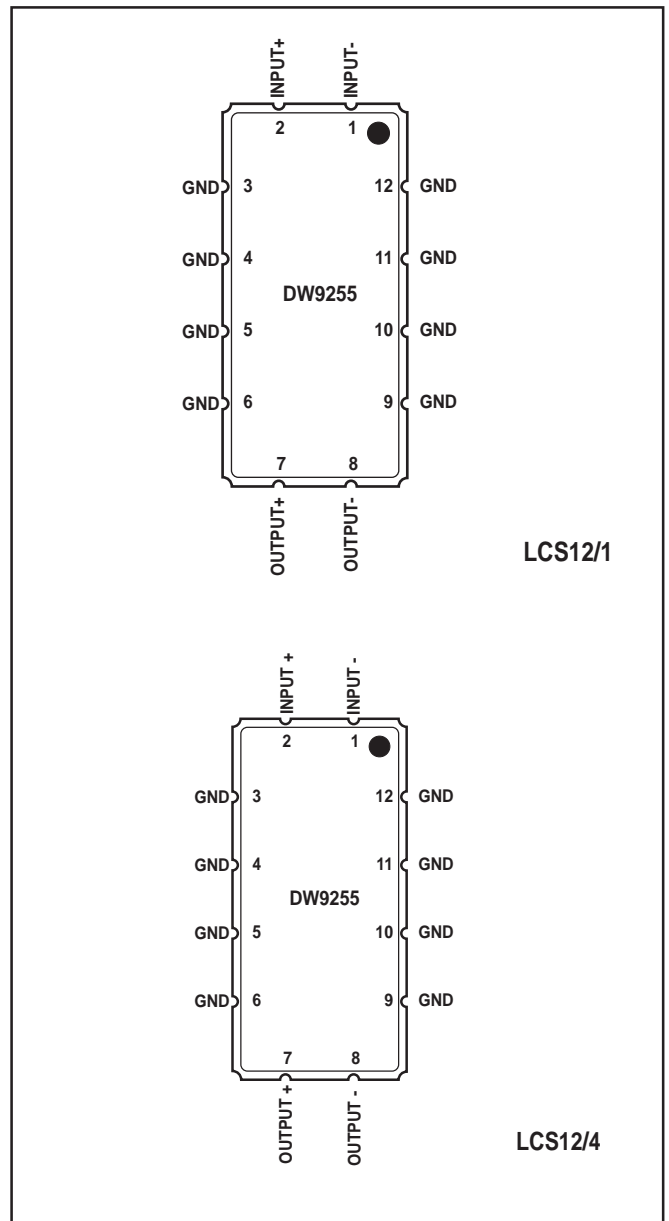 INPUT+ INPUT-
2 1
GND 3 12 GND
GND 4 11 GND
DW9255
GND 5 10 GND
GND 6 9 GND
7 8
OUTPUT+ OUTPUT-
LCS12/1
INPUT + INPUT -
2 1
GND 3 12 GND
GND 4 11 GND
DW9255
GND 5 10 GND
GND 6 9 GND
7 8
OUTPUT + OUTPUT -
LCS12/4